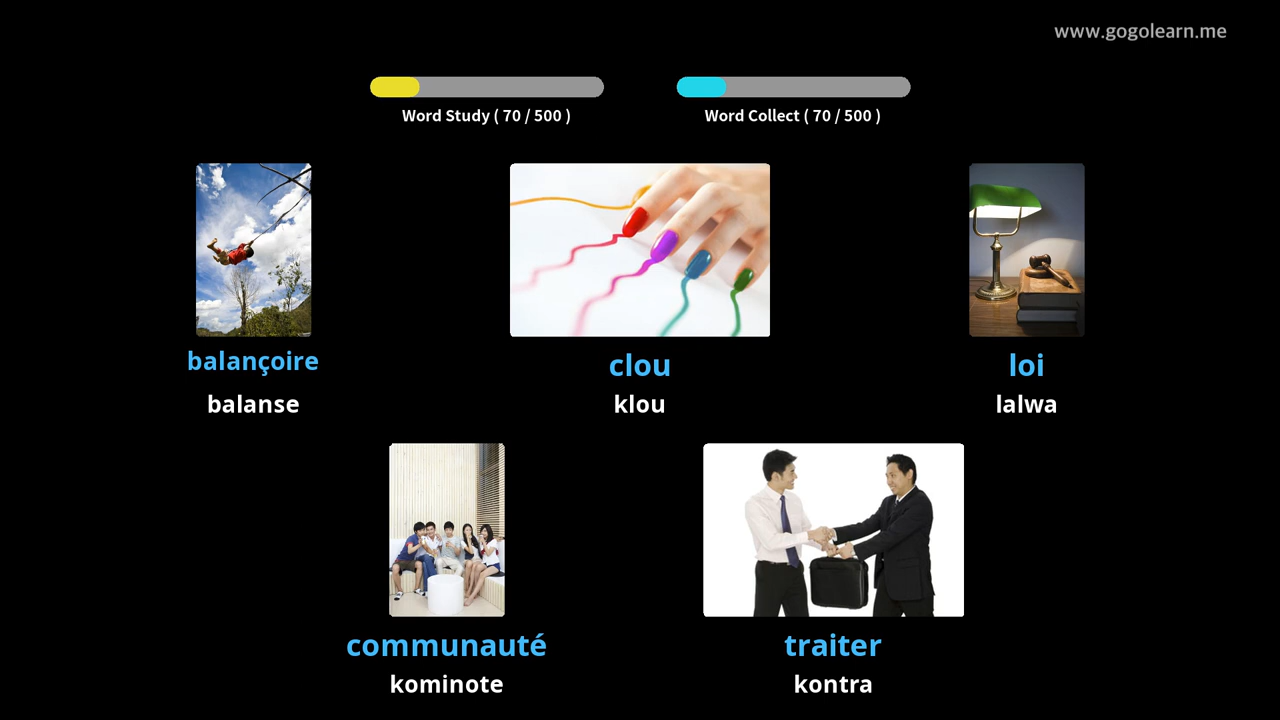 www.gogolearn.me
Word Study ( 70 / 500 )
Word Collect ( 70 / 500 )
balançoire
balanse
clou
klou
loi
lalwa
communauté
kominote
traiter
kontra